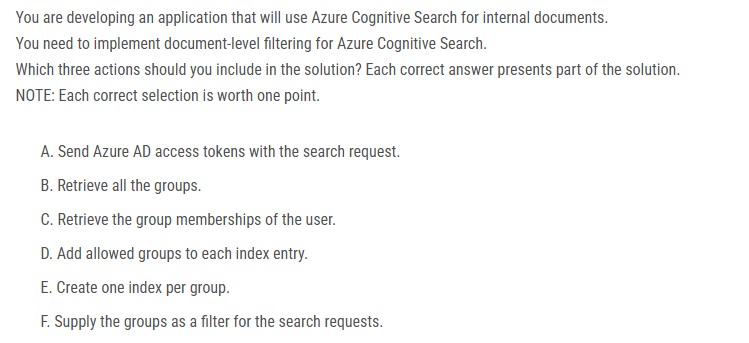 You are developing an application that will use Azure Cognitive Search for internal documents.
You need to implement document-level filtering for Azure Cognitive Search.
Which three actions should you include in the solution? Each correct answer presents part of the solution.
NOTE: Each correct selection is worth one point.
A. Send Azure AD access tokens with the search request.
B. Retrieve all the groups.
C. Retrieve the group memberships of the user.
D. Add allowed groups to each index entry.
E. Create one index per group.
F. Supply the groups as a filter for the search requests.